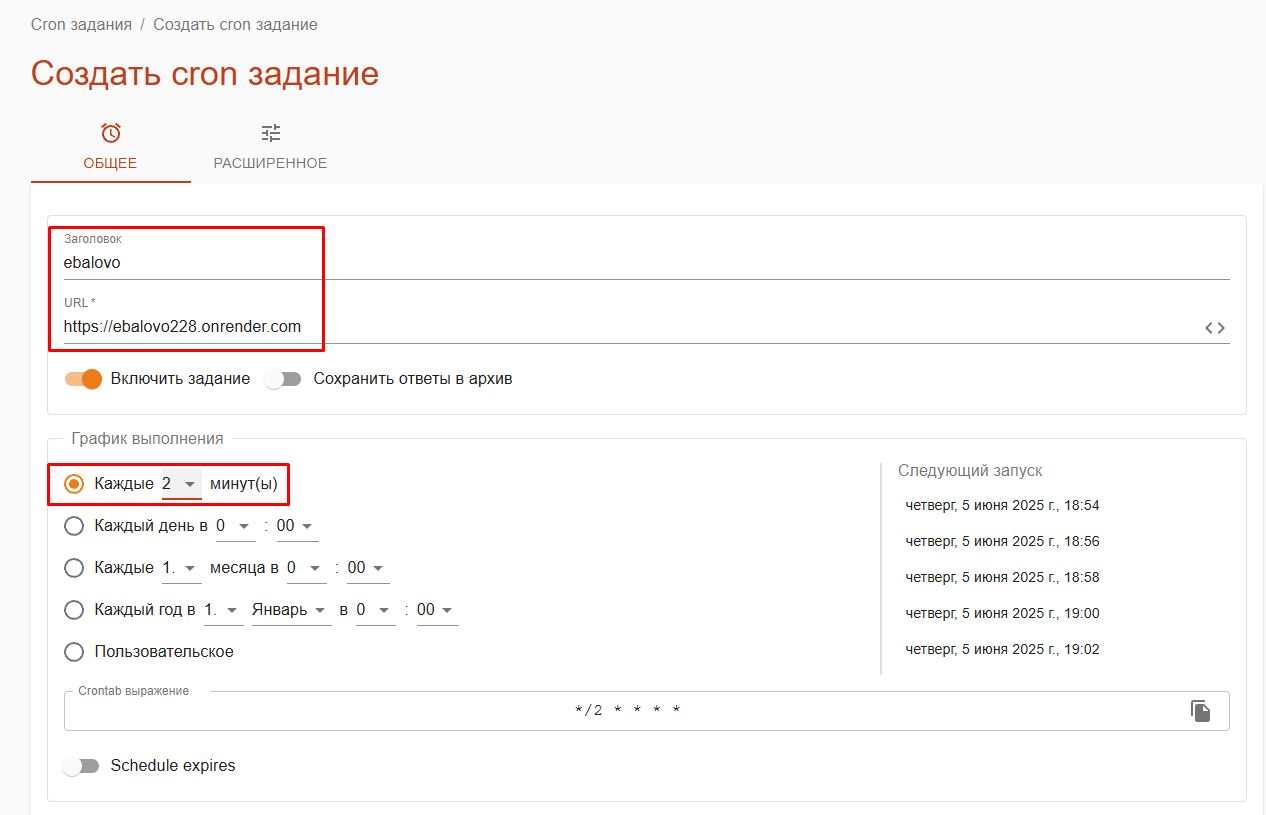 Cron задания / Создать cron задание
Создать cron задание
ОБЩЕЕ РАСШИРЕННОЕ
Заголовок
ebalovo
URL *
https://ebalovo228.onrender.com
Включить задание Сохранить ответы в архив
График выполнения
Каждые 2 минут(ы)
Каждый день в 0 : 00
Каждые 1. месяца в 0 : 00
Каждый год в 1. Январь в 0 : 00
Пользовательское
Следующий запуск
четверг, 5 июня 2025 г., 18:54
четверг, 5 июня 2025 г., 18:56
четверг, 5 июня 2025 г., 18:58
четверг, 5 июня 2025 г., 19:00
четверг, 5 июня 2025 г., 19:02
Crontab выражение
*/2 * * * *
Schedule expires